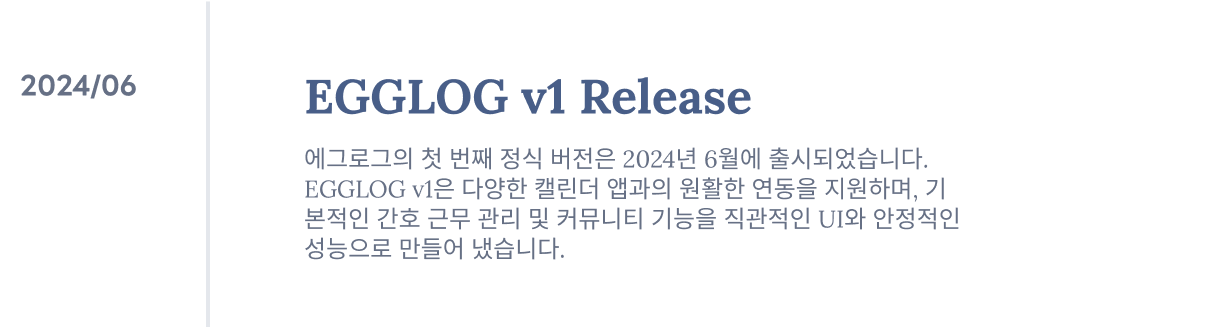 2024/06
EGGLOG v1 Release
에그로그의 첫 번째 정식 버전은 2024년 6월에 출시되었습니다.
EGGLOG v1은 다양한 캘린더 앱과의 원활한 연동을 지원하며, 기
본적인 간호 근무 관리 및 커뮤니티 기능을 직관적인 UI와 안정적인
성능으로 만들어 냈습니다.